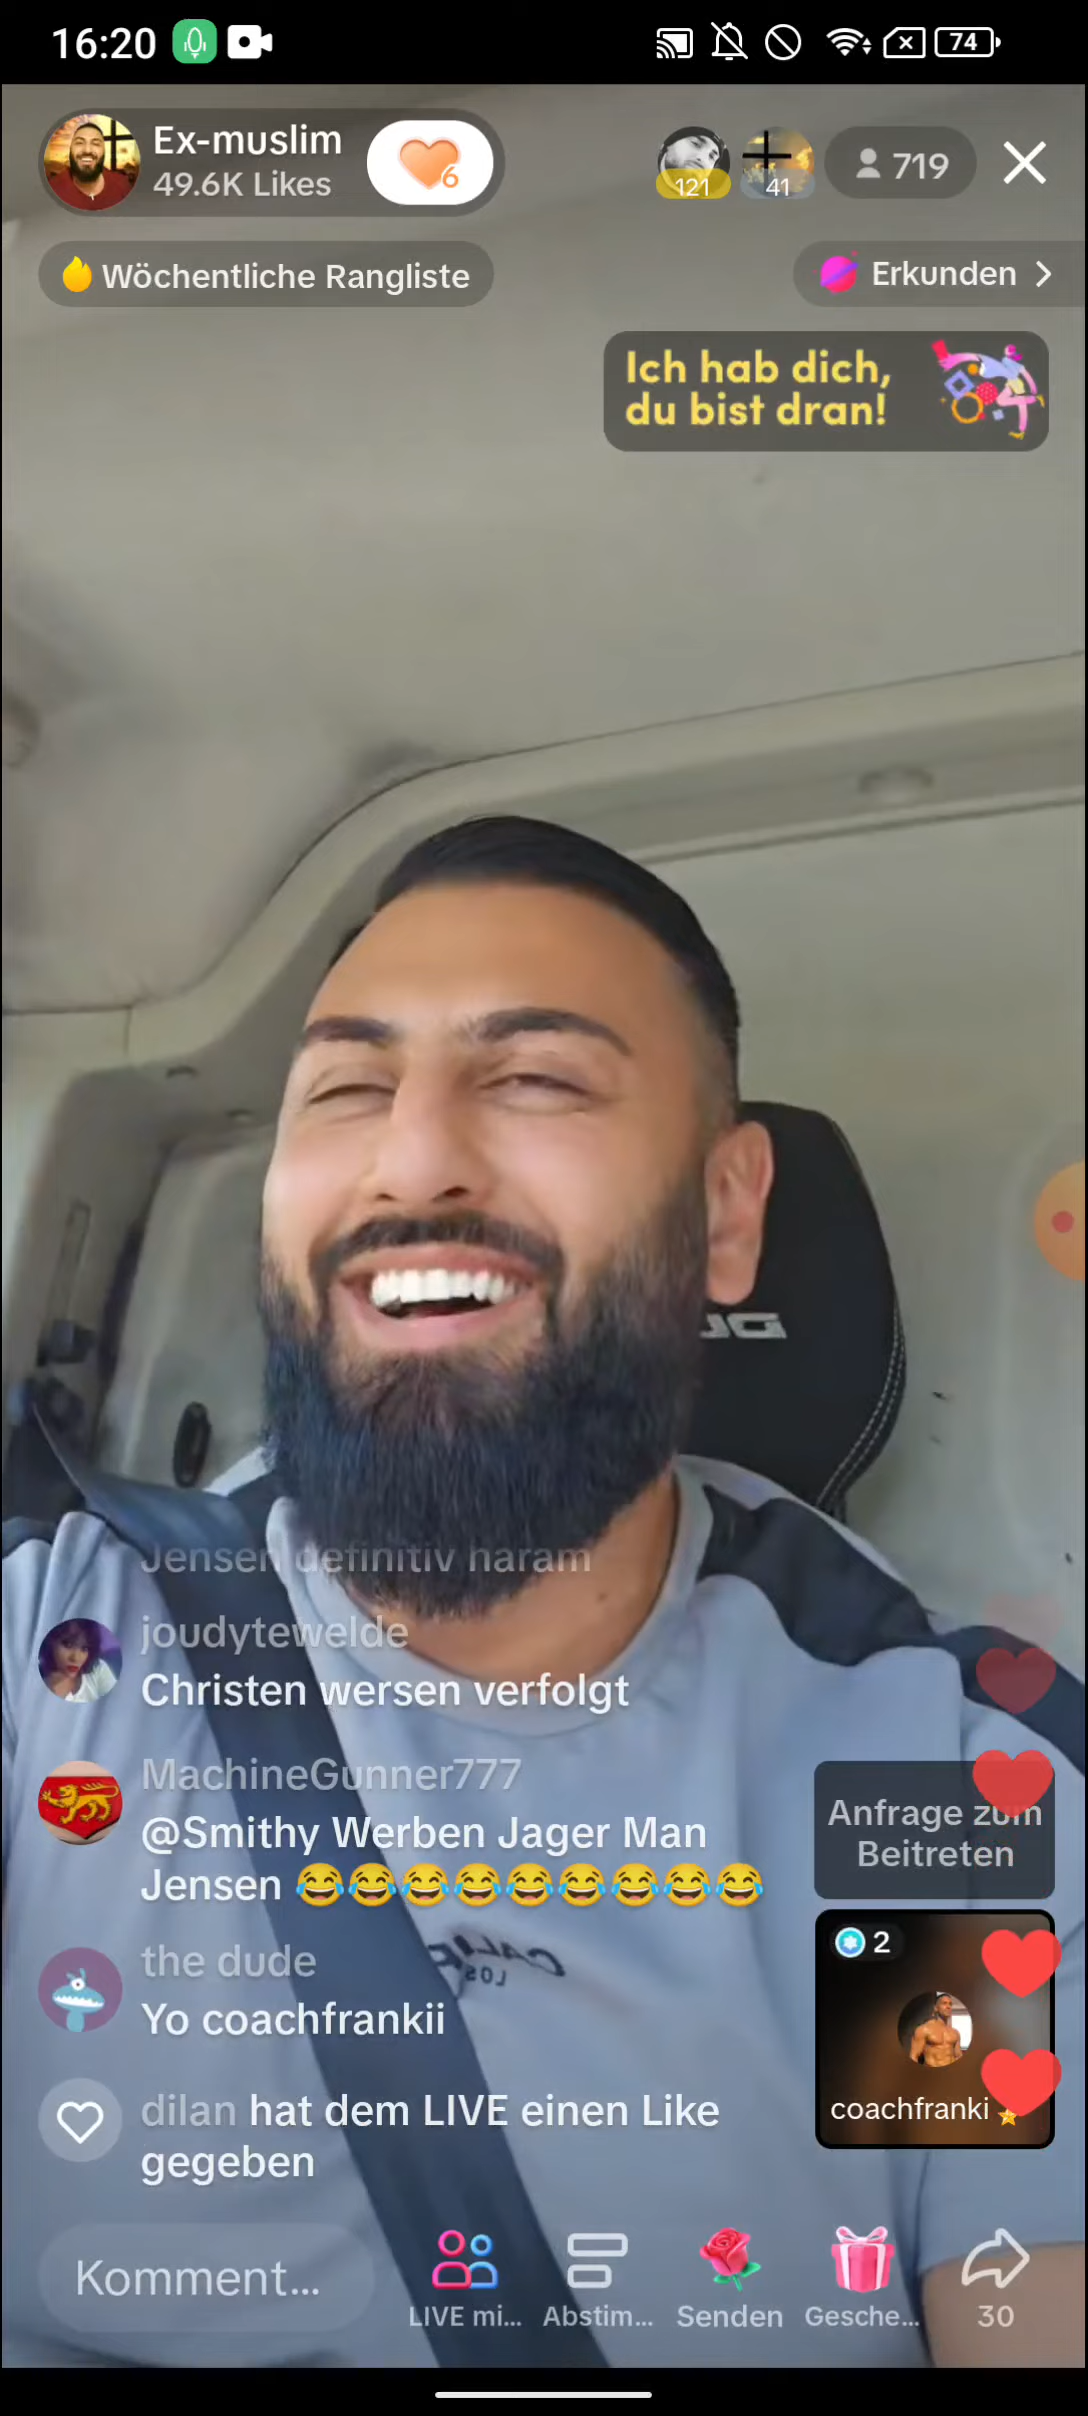 16:20
74
Ex-muslim
49.6K Likes
6
121
41
719
Wöchentliche Rangliste
Erkunden
Ich hab dich,
du bist dran!
Jensen definitiv haram
joudytewelde
Christen wersen verfolgt
MachineGunner777
@Smithy Werben Jager Man
Jensen 😂😂😂😂😂😂😂😂😂
the dude
Yo coachfrankii
dilan hat dem LIVE einen Like
gegeben
Anfrage zum
Beitreten
2
coachfranki
Komment...
LIVE mi...
Abstim...
Senden
Gesche...
30